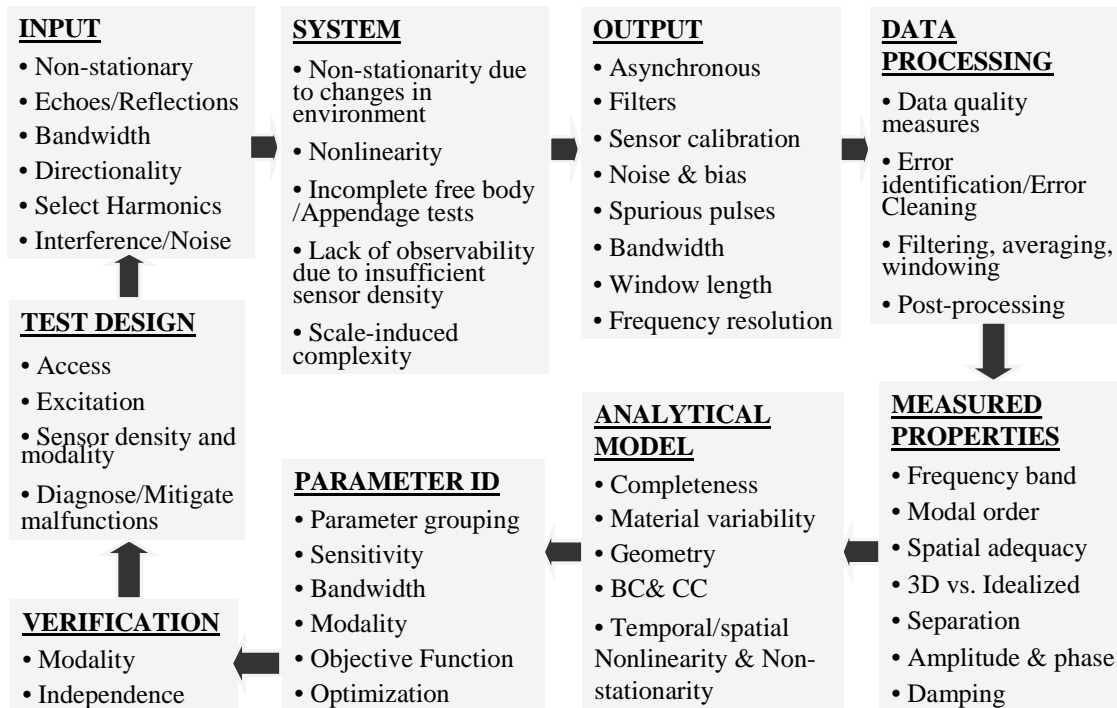 INPUT
• Non-stationary
• Echoes/Reflections
• Bandwidth
• Directionality
• Select Harmonics
• Interference/Noise
SYSTEM
• Non-stationarity due
to changes in
environment
• Nonlinearity
• Incomplete free body
/Appendage tests
• Lack of observability
due to insufficient
sensor density
• Scale-induced
complexity
OUTPUT
• Asynchronous
• Filters
• Sensor calibration
• Noise & bias
• Spurious pulses
• Bandwidth
• Window length
• Frequency resolution
DATA
PROCESSING
• Data quality
measures
• Error
identification/Error
Cleaning
• Filtering, averaging,
windowing
• Post-processing
MEASURED
PROPERTIES
• Frequency band
• Modal order
• Spatial adequacy
• 3D vs. Idealized
• Separation
• Amplitude & phase
• Damping
ANALYTICAL
MODEL
• Completeness
• Material variability
• Geometry
• BC& CC
• Temporal/spatial
Nonlinearity & Non-
stationarity
PARAMETER ID
• Parameter grouping
• Sensitivity
• Bandwidth
• Modality
• Objective Function
• Optimization
VERIFICATION
• Modality
• Independence
TEST DESIGN
• Access
• Excitation
• Sensor density and
modality
• Diagnose/Mitigate
malfunctions